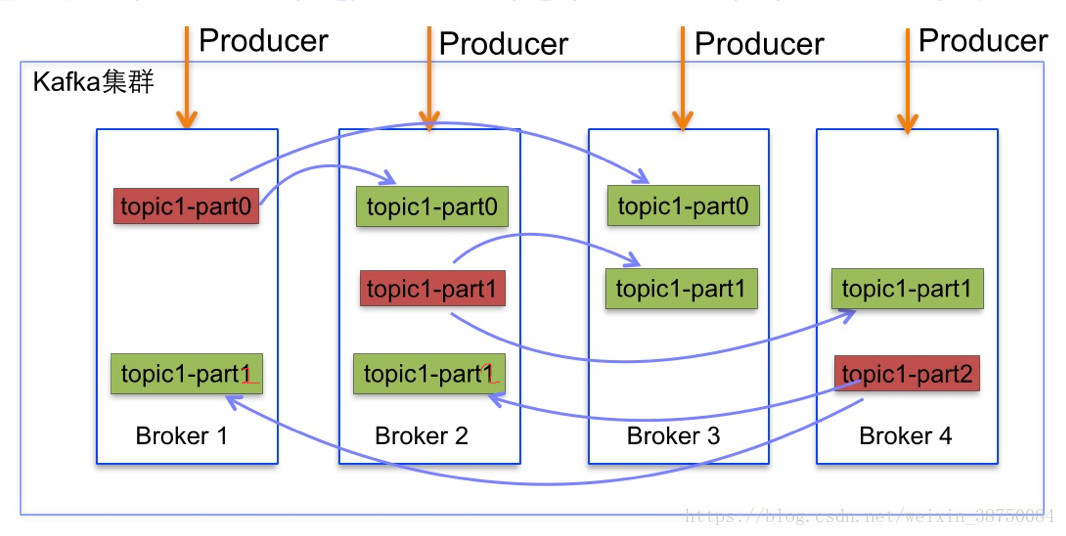 Producer
Producer
Producer
Producer
Kafka集群
topic1-part0
topic1-part0
topic1-part0
topic1-part1
topic1-part1
topic1-part1
topic1-part1
topic1-part1
topic1-part2
Broker 1
Broker 2
Broker 3
Broker 4
https://blog.csdn.net/weixin_38750084